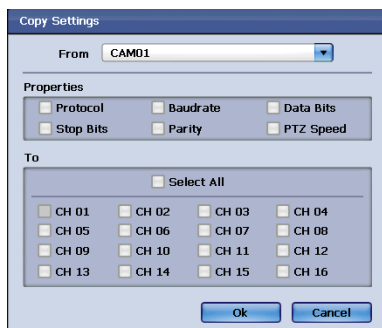 Copy Settings
From CAM01
Properties
Protocol Baudrate Data Bits
Stop Bits Parity PTZ Speed
To
Select All
CH 01 CH 02 CH 03 CH 04
CH 05 CH 06 CH 07 CH 08
CH 09 CH 10 CH 11 CH 12
CH 13 CH 14 CH 15 CH 16
Ok Cancel